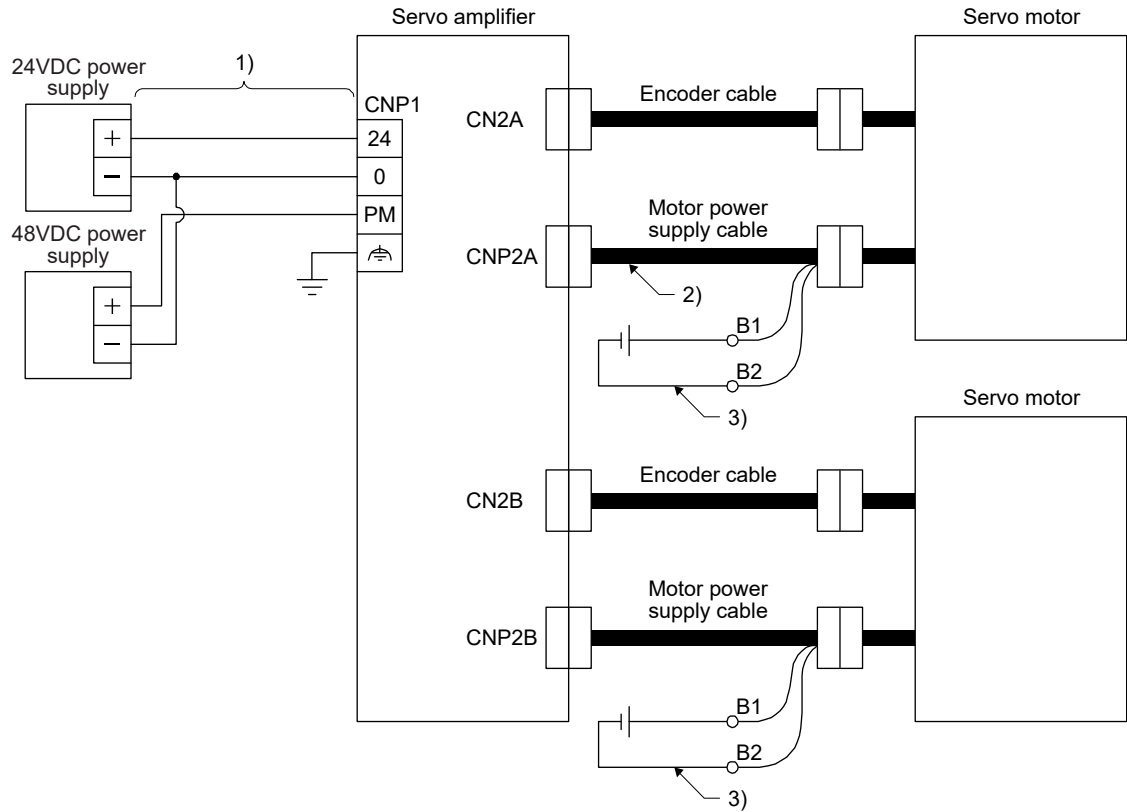 Servo amplifier
Servo motor
24VDC power
supply
1)
CNP1
+
24
−
0
PM
48VDC power
supply
+
−
CN2A
Encoder cable
Motor power
supply cable
CNP2A
2)
B1
B2
3)
Servo motor
CN2B
Encoder cable
Motor power
supply cable
CNP2B
B1
B2
3)